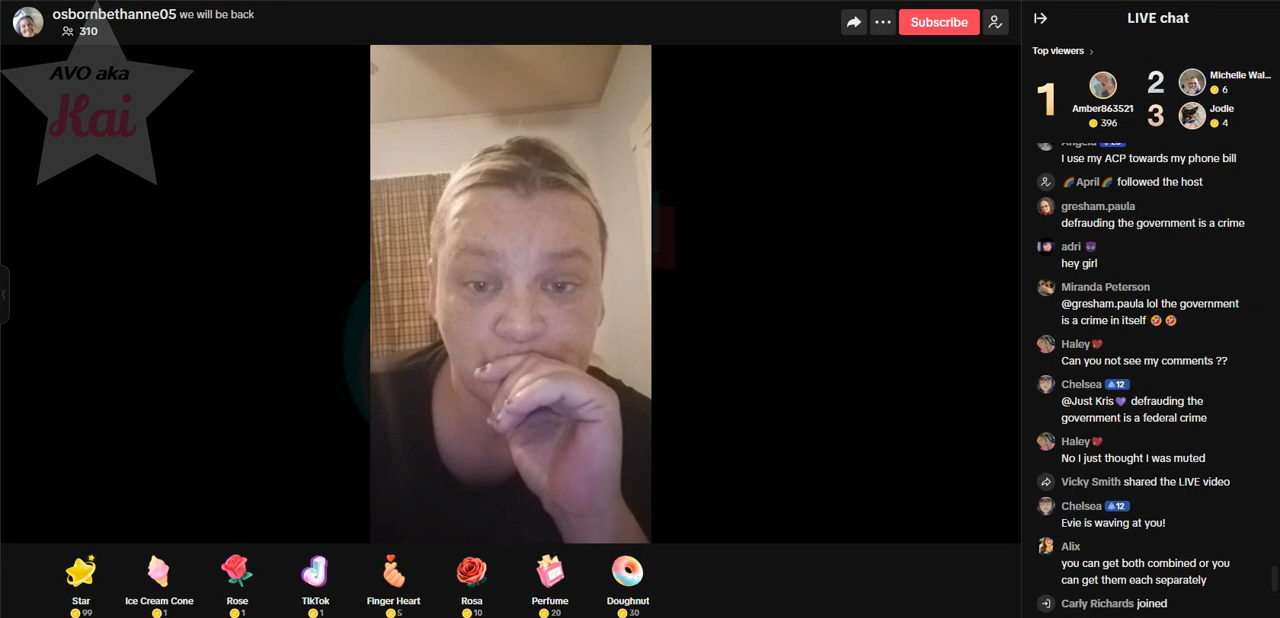 osbornbethanne05 we will be back
310
Subscribe
AVO aka
Kai
LIVE chat
Top viewers
1
Amber863521
396
2
Michelle Wal...
6
3
Jodie
4
Angela
I use my ACP towards my phone bill
🌈April🌈 followed the host
gresham.paula
defrauding the government is a crime
adri 😈
hey girl
Miranda Peterson
@gresham.paula lol the government
is a crime in itself 🤣 🤣
Haley💘
Can you not see my comments ??
Chelsea 12
@Just Kris💜 defrauding the
government is a federal crime
Haley💘
No I just thought I was muted
Vicky Smith shared the LIVE video
Chelsea 12
Evie is waving at you!
Alix
you can get both combined or you
can get them each separately
Carly Richards joined
Star
99
Ice Cream Cone
1
Rose
1
TikTok
1
Finger Heart
5
Rosa
10
Perfume
20
Doughnut
30